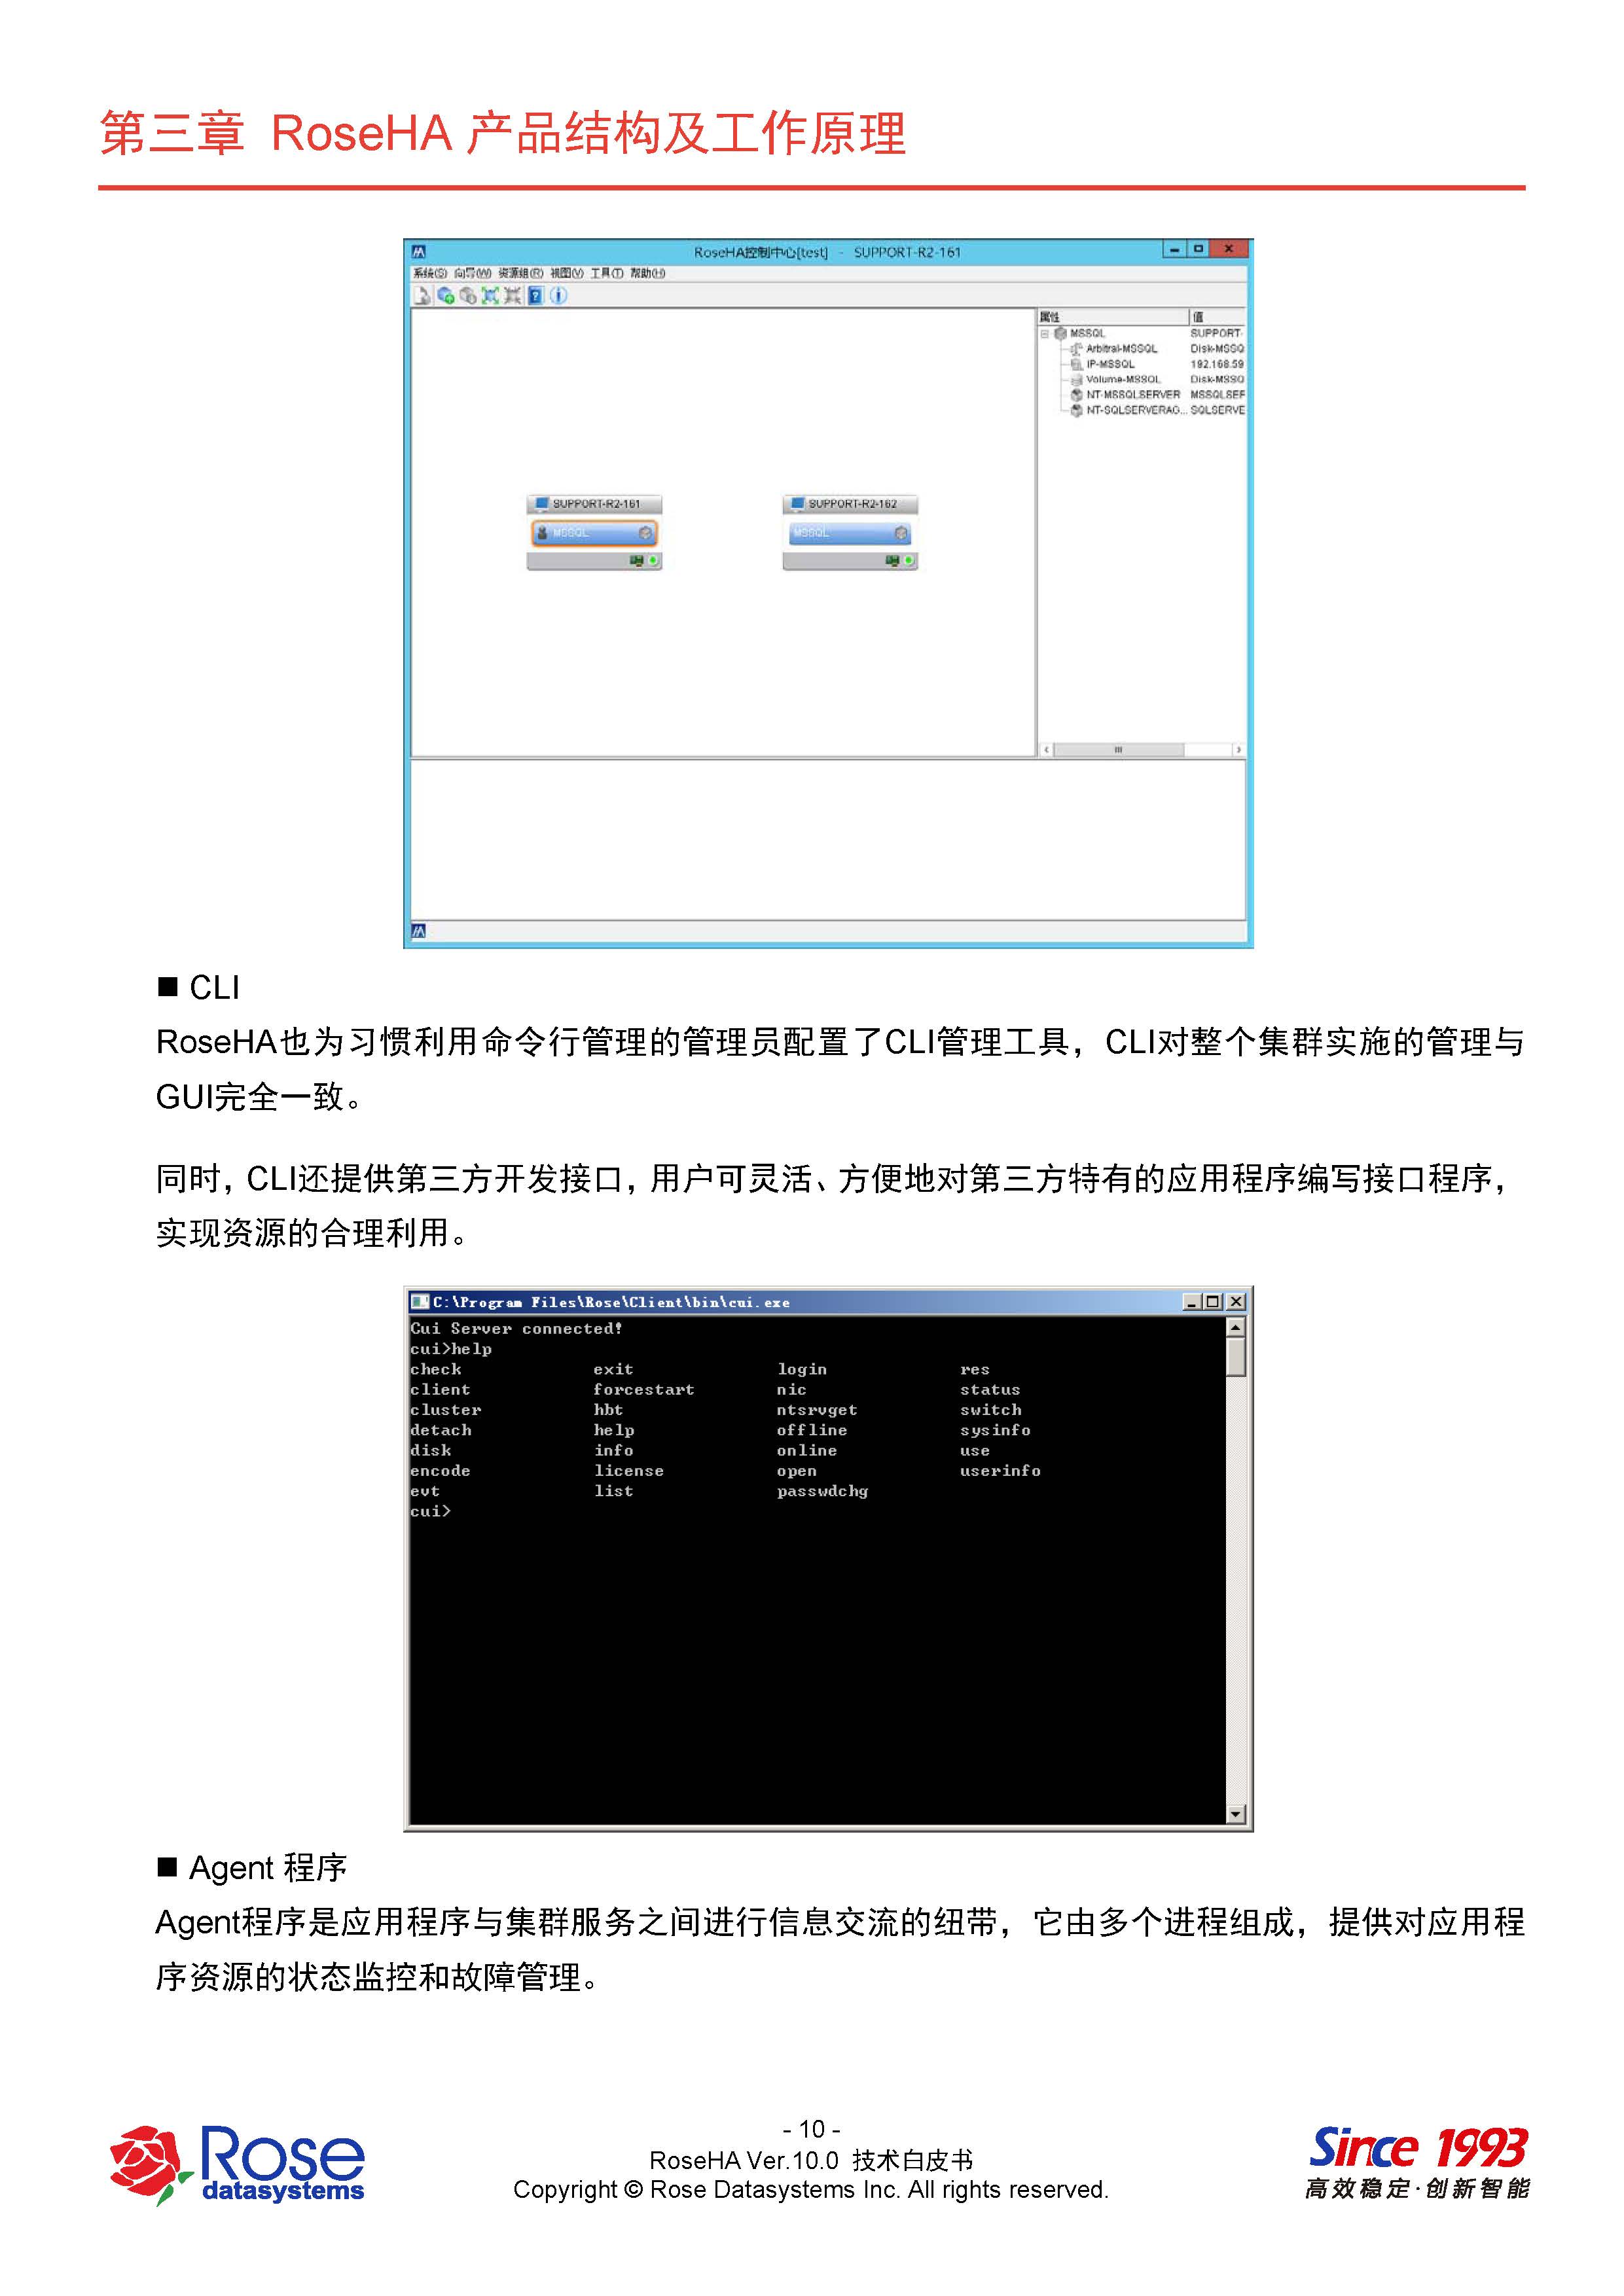 第三章 RoseHA 产品结构及工作原理
RoseHA控制中心[test] - SUPPORT-R2-161
系统(S) 向导(W) 资源组(R) 视图(V) 工具(T) 帮助(H)
属性 值
MSSQL SUPPORT-
Arbitral-MSSQL Disk-MSSQ
IP-MSSQL 192.168.59
Volume-MSSQL Disk-MSSQ
NT-MSSQLSERVER MSSQLSEF
NT-SQLSERVERAG... SQLSERVE
SUPPORT-R2-161 SUPPORT-R2-162
MSSQL MSSQL
■ CLI
RoseHA也为习惯利用命令行管理的管理员配置了CLI管理工具，CLI对整个集群实施的管理与
GUI完全一致。
同时，CLI还提供第三方开发接口，用户可灵活、方便地对第三方特有的应用程序编写接口程序，
实现资源的合理利用。
C:\Program Files\Rose\Client\bin\cui.exe
Cui Server connected!
cui>help
check exit login res
client forcestart nic status
cluster hbt ntsrvget switch
detach help offline sysinfo
disk info online use
encode license open userinfo
evt list passwdchg
cui>
■ Agent 程序
Agent程序是应用程序与集群服务之间进行信息交流的纽带，它由多个进程组成，提供对应用程
序资源的状态监控和故障管理。
Rose
datasystems
- 10 -
RoseHA Ver.10.0 技术白皮书
Copyright © Rose Datasystems Inc. All rights reserved.
Since 1993
高效稳定·创新智能